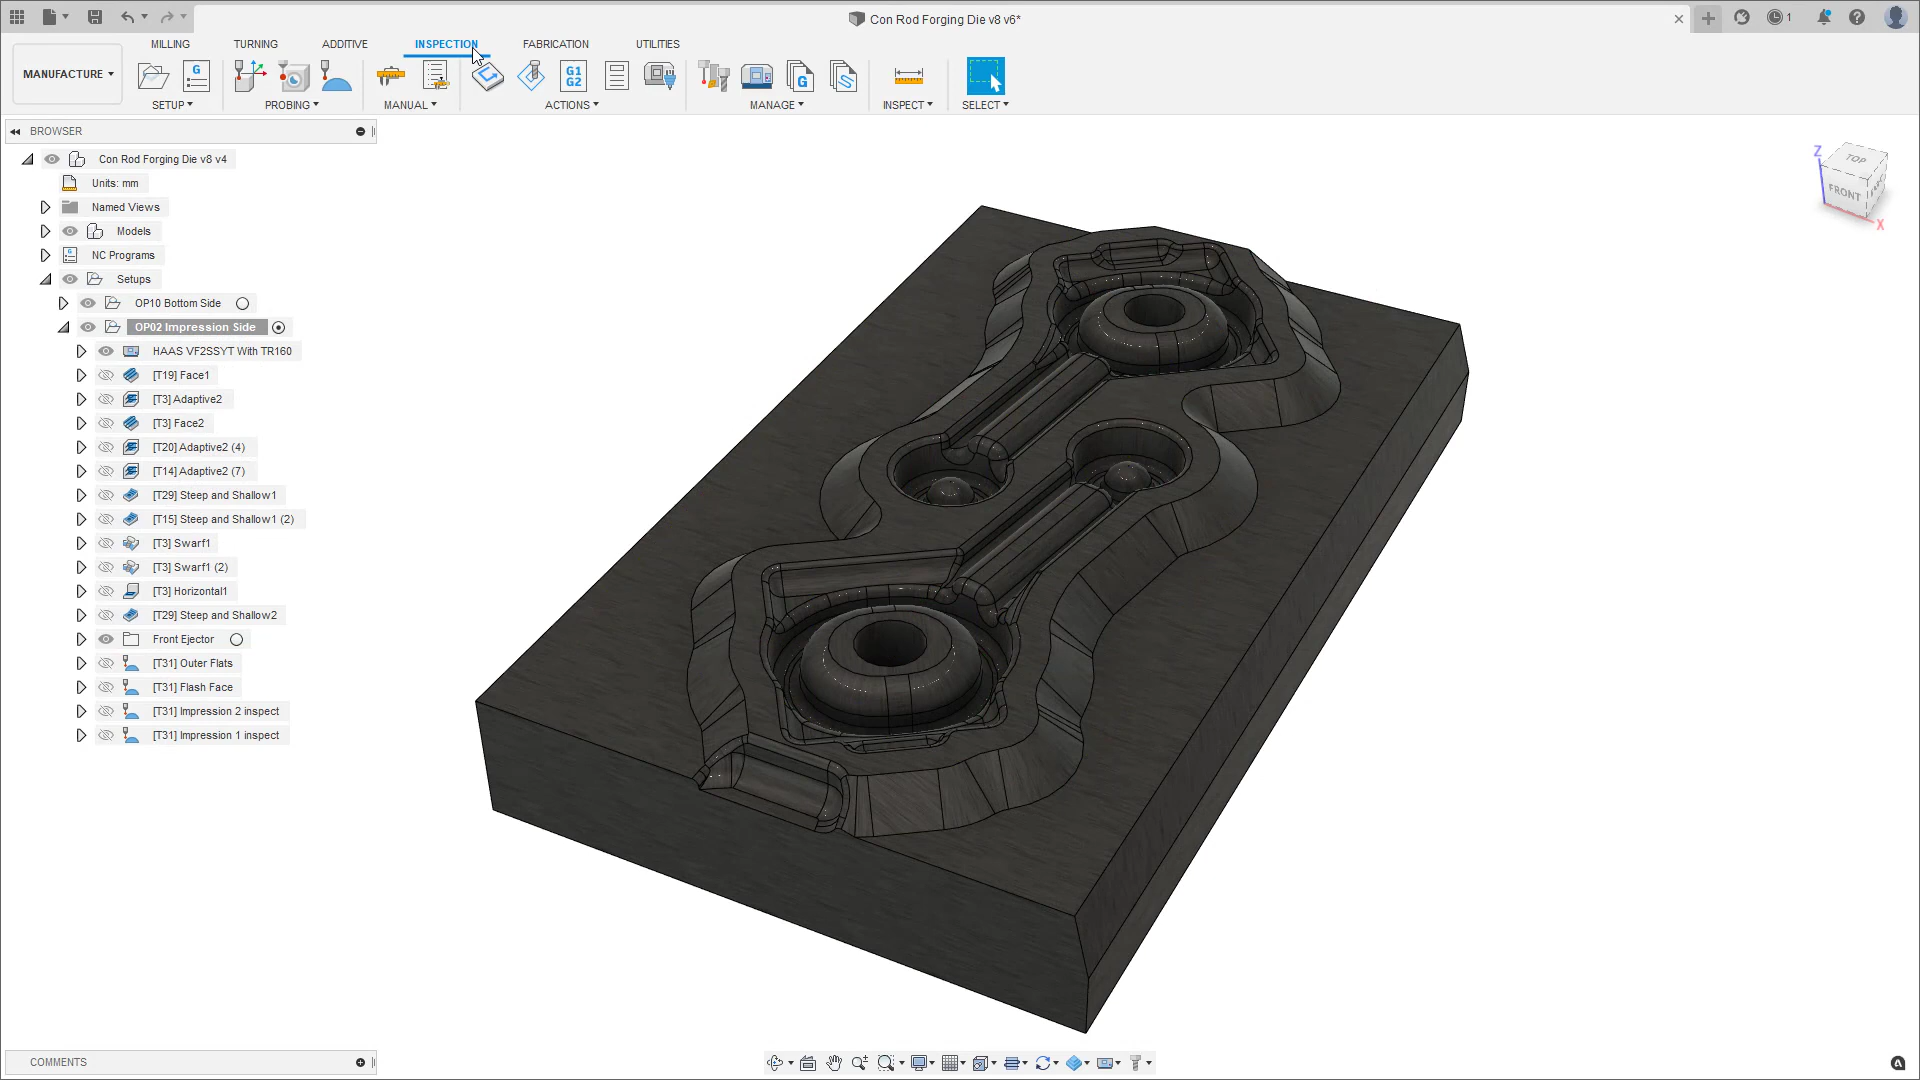 Con Rod Forging Die v8 v6*
1
MILLING TURNING ADDITIVE INSPECTION FABRICATION UTILITIES
MANUFACTURE
G
G1
G2
G
SETUP PROBING MANUAL ACTIONS MANAGE INSPECT SELECT
BROWSER
Con Rod Forging Die v8 v4
Units: mm
Named Views
Models
NC Programs
Setups
OP10 Bottom Side
OP02 Impression Side
HAAS VF2SSYT With TR160
[T19] Face1
[T3] Adaptive2
[T3] Face2
[T20] Adaptive2 (4)
[T14] Adaptive2 (7)
[T29] Steep and Shallow1
[T15] Steep and Shallow1 (2)
[T3] Swarf1
[T3] Swarf1 (2)
[T3] Horizontal1
[T29] Steep and Shallow2
Front Ejector
[T31] Outer Flats
[T31] Flash Face
[T31] Impression 2 inspect
[T31] Impression 1 inspect
Z
TOP
FRONT
X
COMMENTS